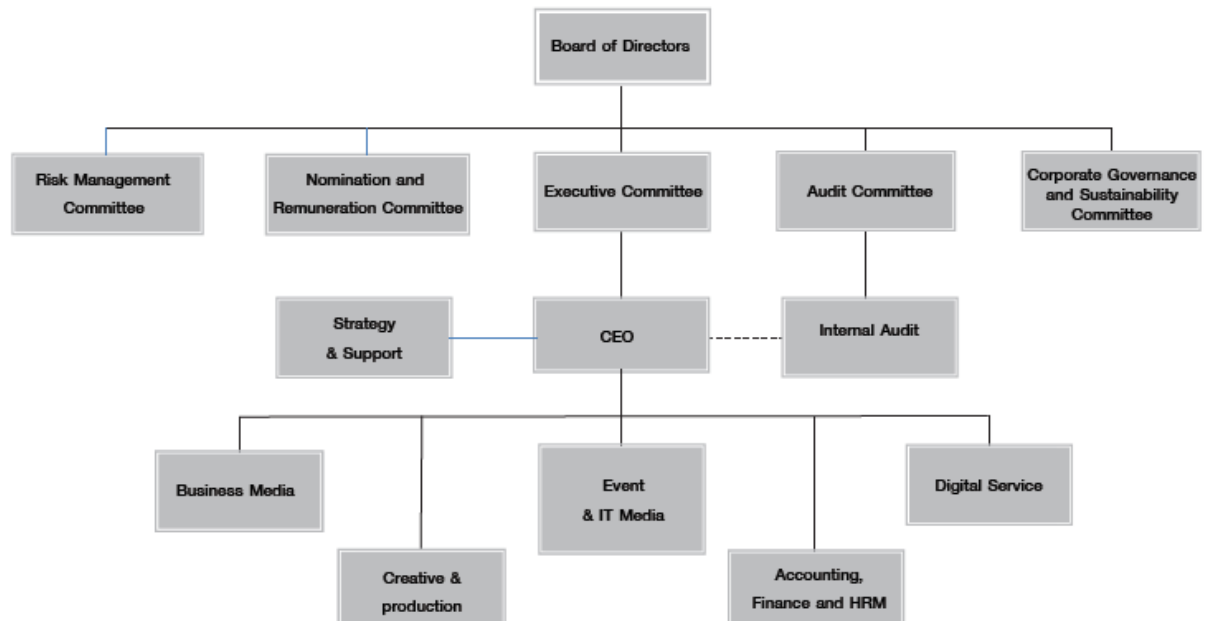 Board of Directors
Risk Management
Committee
Nomination and
Remuneration Committee
Executive Committee
Audit Committee
Corporate Governance
and Sustainability
Committee
Strategy
& Support
CEO
Internal Audit
Business Media
Event
& IT Media
Digital Service
Creative &
production
Accounting,
Finance and HRM